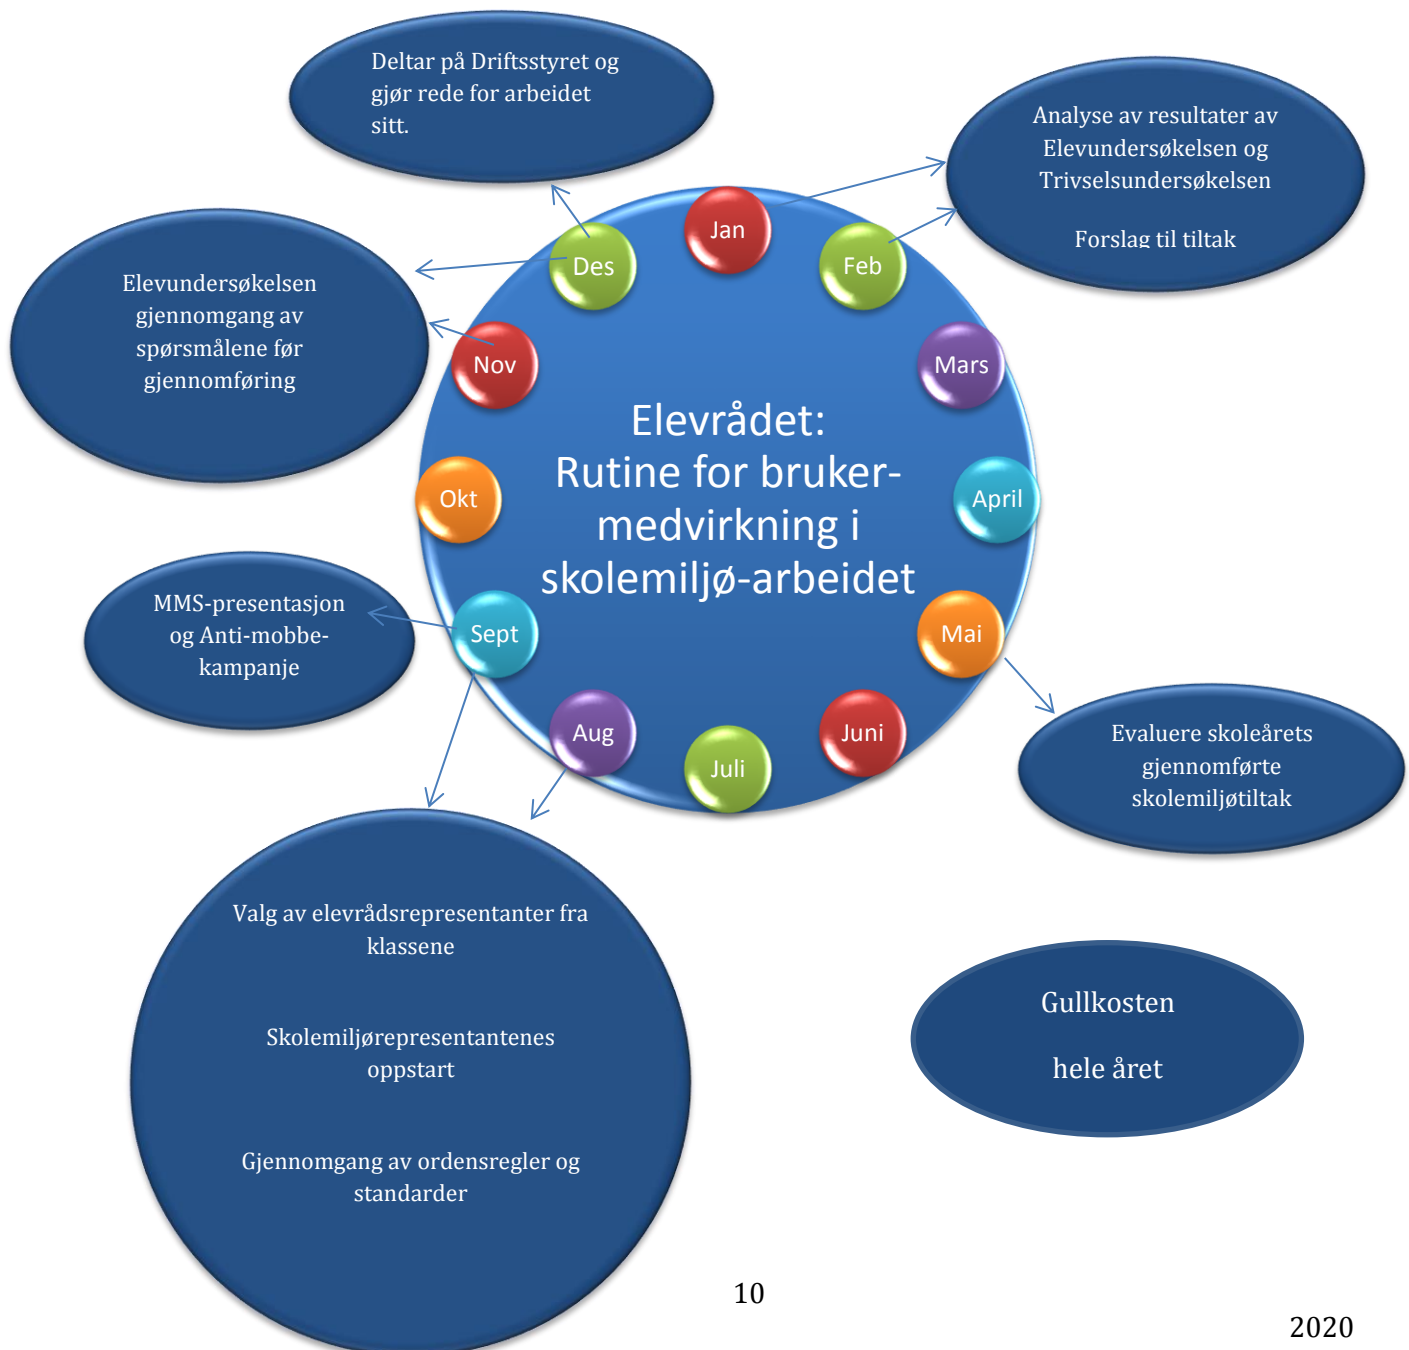 Deltar på Driftsstyret og
gjør rede for arbeidet
sitt.
Analyse av resultater av
Elevundersøkelsen og
Trivselsundersøkelsen
Forslag til tiltak
Jan
Feb
Des
Elevundersøkelsen
gjennomgang av
spørsmålene før
gjennomføring
Nov
Mars
Elevrådet:
Rutine for bruker-
medvirkning i
skolemiljø-arbeidet
Okt
April
MMS-presentasjon
og Anti-mobbe-
kampanje
Sept
Mai
Aug
Juni
Juli
Evaluere skoleårets
gjennomførte
skolemiljøtiltak
Valg av elevrådsrepresentanter fra
klassene
Skolemiljørepresentantenes
oppstart
Gjennomgang av ordensregler og
standarder
Gullkosten
hele året
10
2020